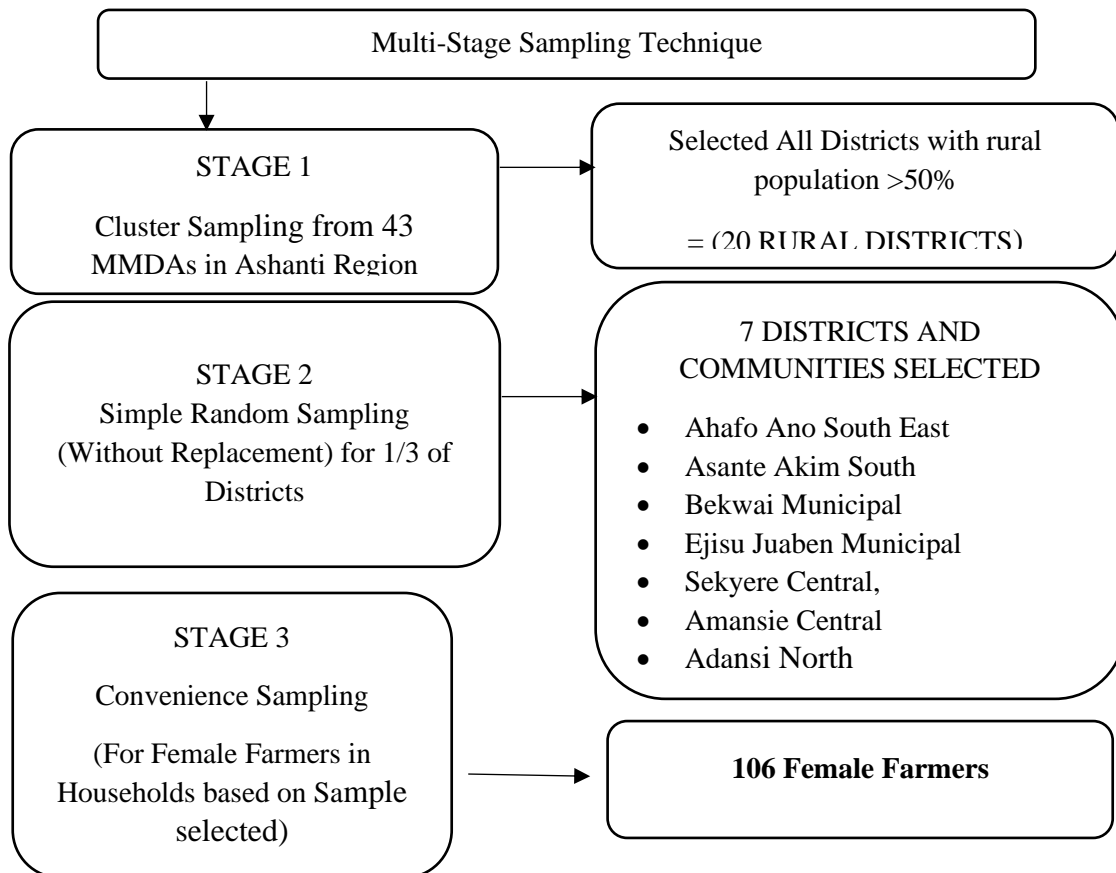 Multi-Stage Sampling Technique
STAGE 1
Cluster Sampling from 43
MMDAs in Ashanti Region
Selected All Districts with rural
population >50%
= (20 RURAL DISTRICTS)
STAGE 2
Simple Random Sampling
(Without Replacement) for 1/3 of
Districts
7 DISTRICTS AND
COMMUNITIES SELECTED
• Ahafo Ano South East
• Asante Akim South
• Bekwai Municipal
• Ejisu Juaben Municipal
• Sekyere Central,
• Amansie Central
• Adansi North
STAGE 3
Convenience Sampling
(For Female Farmers in
Households based on Sample
selected)
106 Female Farmers